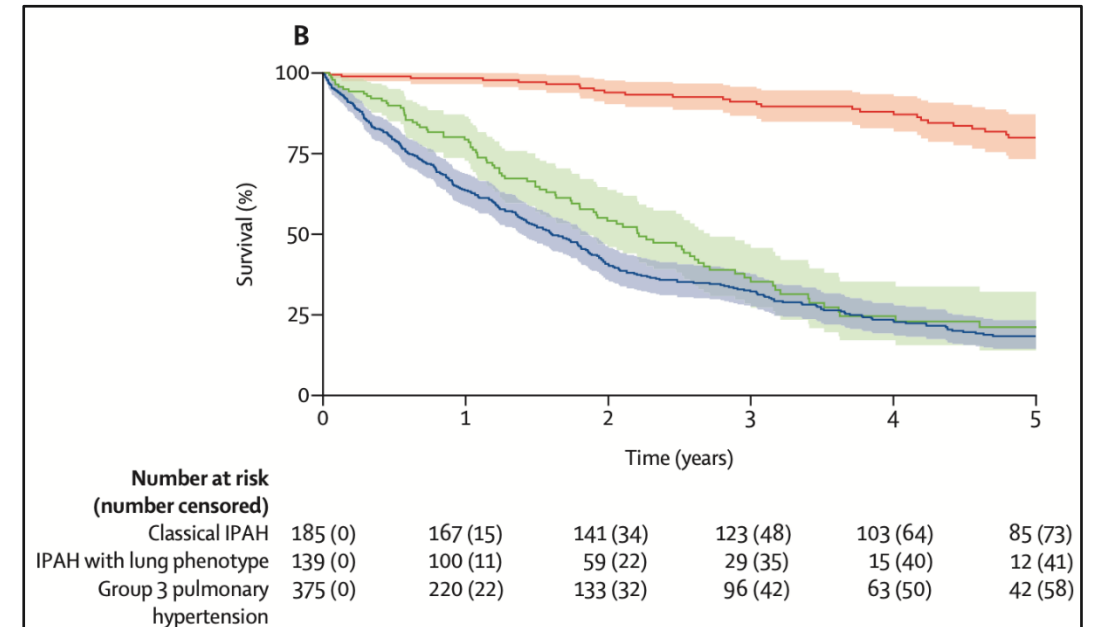 B
100
75
50
25
0
Survival (%)
0 1 2 3 4 5
Time (years)
Number at risk
(number censored)
Classical IPAH 185 (0) 167 (15) 141 (34) 123 (48) 103 (64) 85 (73)
IPAH with lung phenotype 139 (0) 100 (11) 59 (22) 29 (35) 15 (40) 12 (41)
Group 3 pulmonary 375 (0) 220 (22) 133 (32) 96 (42) 63 (50) 42 (58)
hypertension